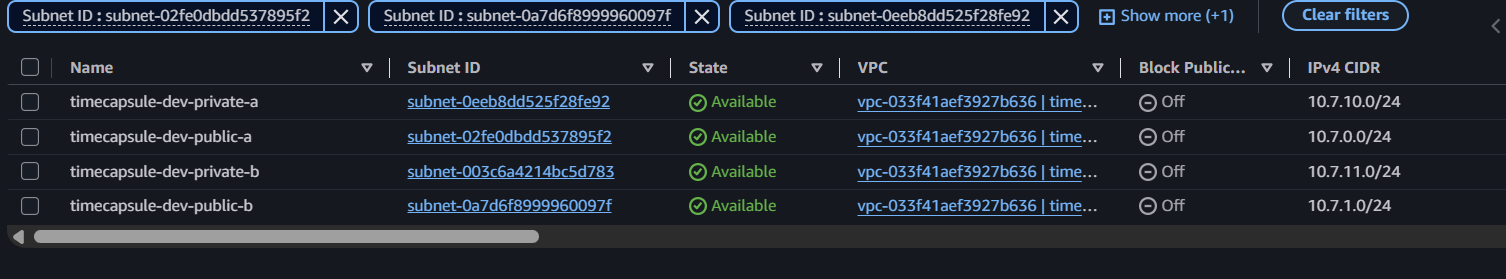 Subnet ID : subnet-02fe0dbdd537895f2 Subnet ID : subnet-0a7d6f8999960097f Subnet ID : subnet-0eeb8dd525f28fe92 Show more (+1) Clear filters
Name Subnet ID State VPC Block Public... IPv4 CIDR
timecapsule-dev-private-a subnet-0eeb8dd525f28fe92 Available vpc-033f41aef3927b636 | time... Off 10.7.10.0/24
timecapsule-dev-public-a subnet-02fe0dbdd537895f2 Available vpc-033f41aef3927b636 | time... Off 10.7.0.0/24
timecapsule-dev-private-b subnet-003c6a4214bc5d783 Available vpc-033f41aef3927b636 | time... Off 10.7.11.0/24
timecapsule-dev-public-b subnet-0a7d6f8999960097f Available vpc-033f41aef3927b636 | time... Off 10.7.1.0/24